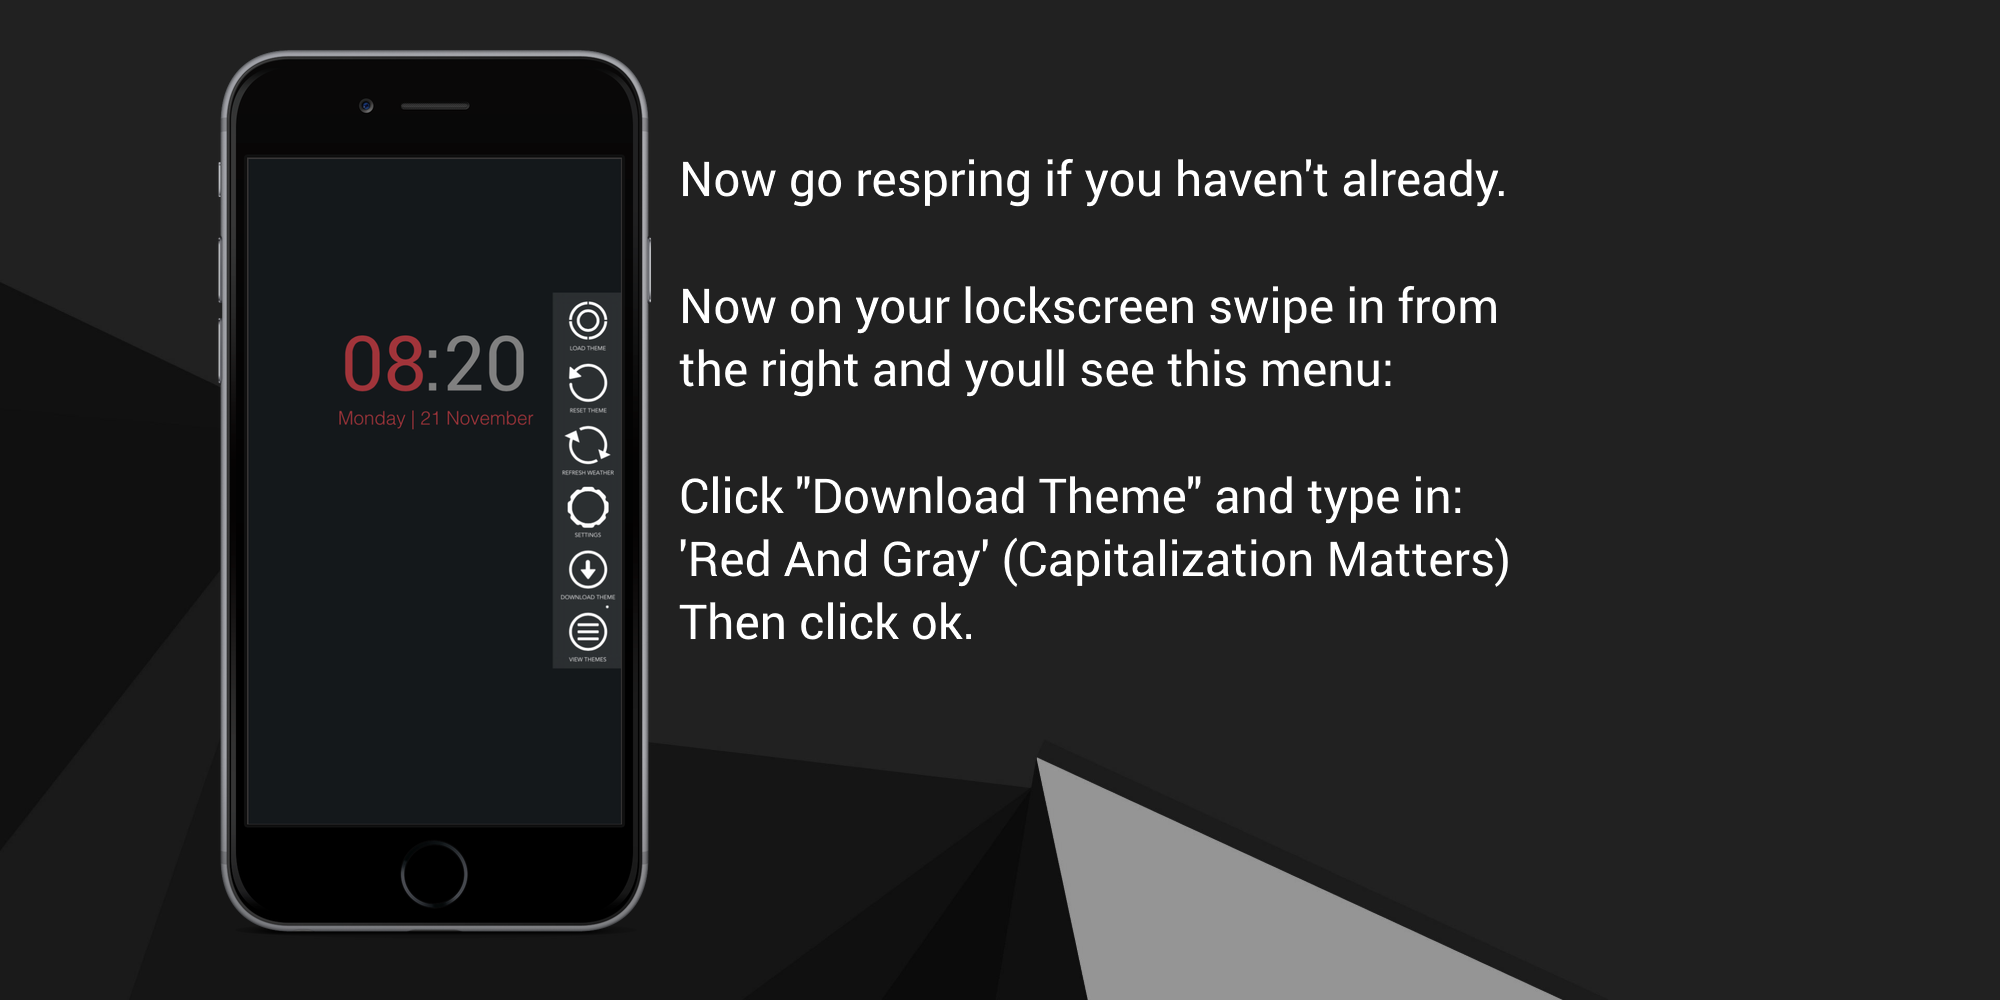 08:20
Monday | 21 November
LOAD THEME
RESET THEME
REFRESH WEATHER
SETTINGS
DOWNLOAD THEME
VIEW THEMES
Now go respring if you haven't already.
Now on your lockscreen swipe in from
the right and youll see this menu:
Click "Download Theme" and type in:
'Red And Gray' (Capitalization Matters)
Then click ok.